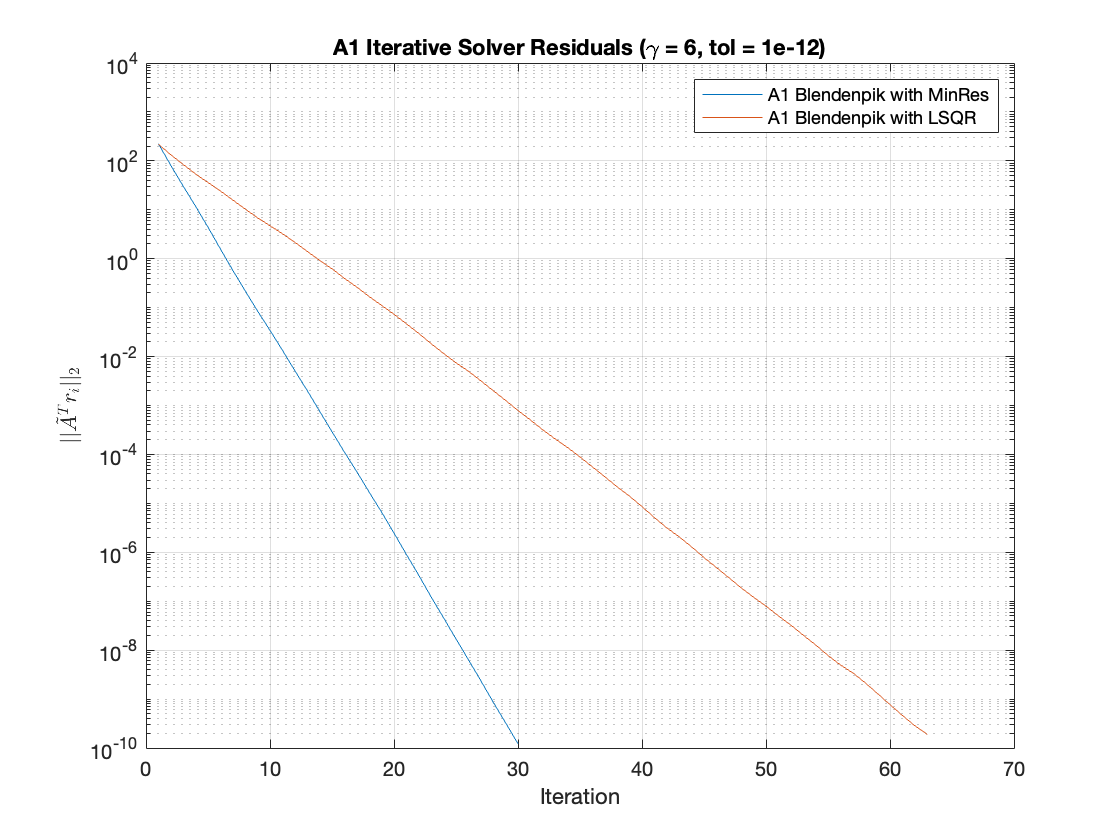 A1 Iterative Solver Residuals (γ = 6, tol = 1e-12)
A1 Blendenpik with MinRes
A1 Blendenpik with LSQR
10^4
10^2
10^0
10^-2
10^-4
10^-6
10^-8
10^-10
||Ã^T r_i||_2
0 10 20 30 40 50 60 70
Iteration